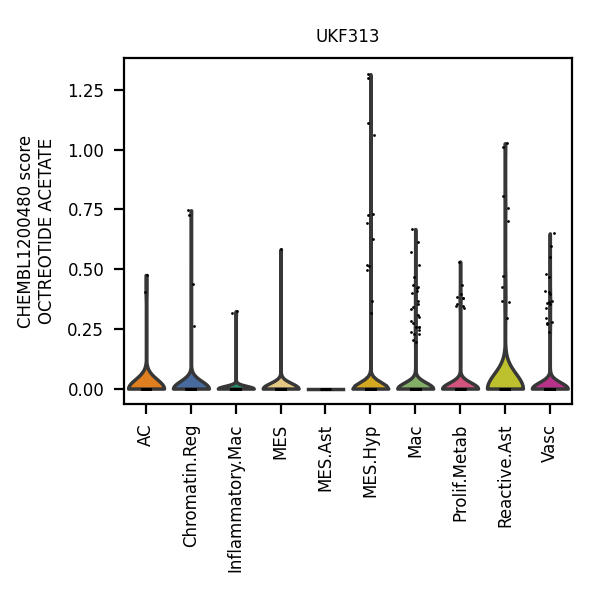 UKF313
CHEMBL1200480 score
OCTREOTIDE ACETATE
1.25
1.00
0.75
0.50
0.25
0.00
AC
Chromatin.Reg
Inflammatory.Mac
MES
MES.Ast
MES.Hyp
Mac
Prolif.Metab
Reactive.Ast
Vasc